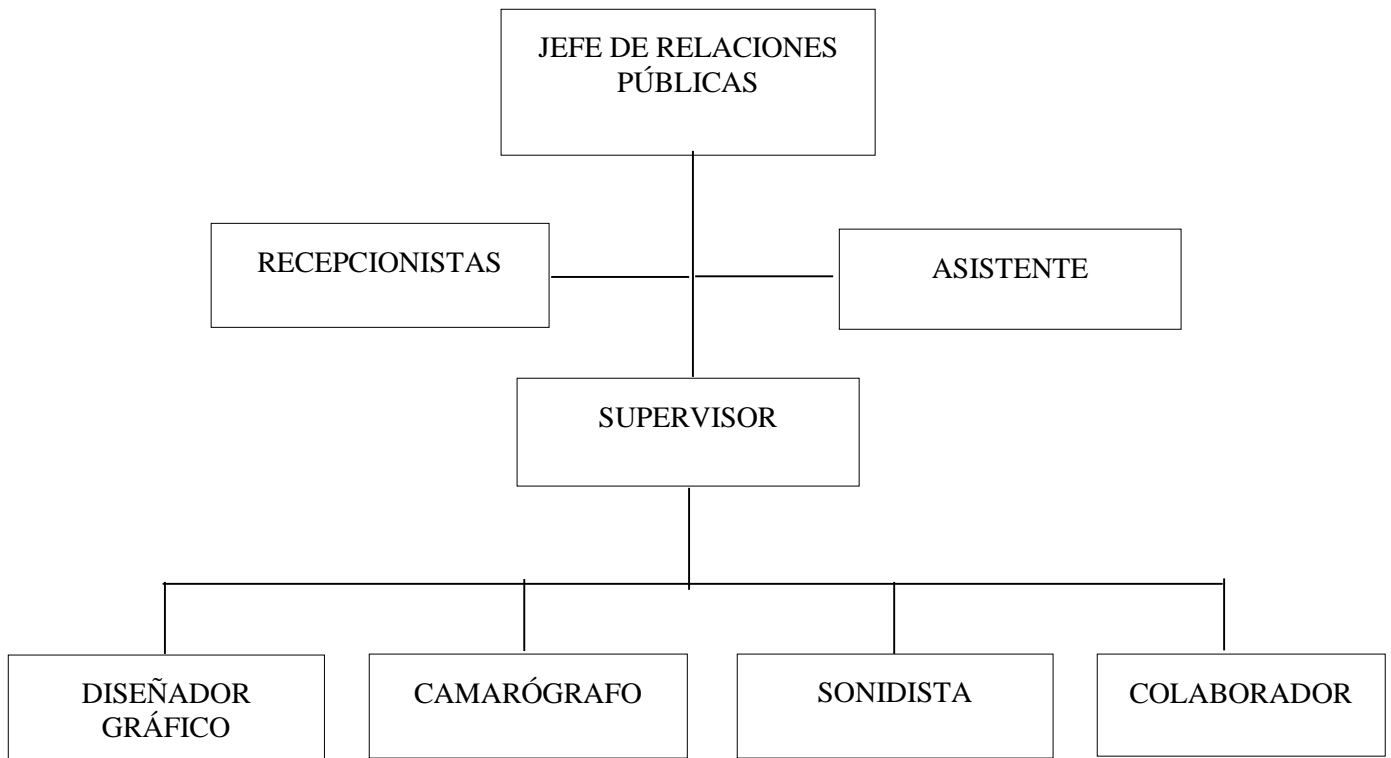 JEFE DE RELACIONES
PÚBLICAS
RECEPCIONISTAS
ASISTENTE
SUPERVISOR
DISEÑADOR
GRÁFICO
CAMARÓGRAFO
SONIDISTA
COLABORADOR